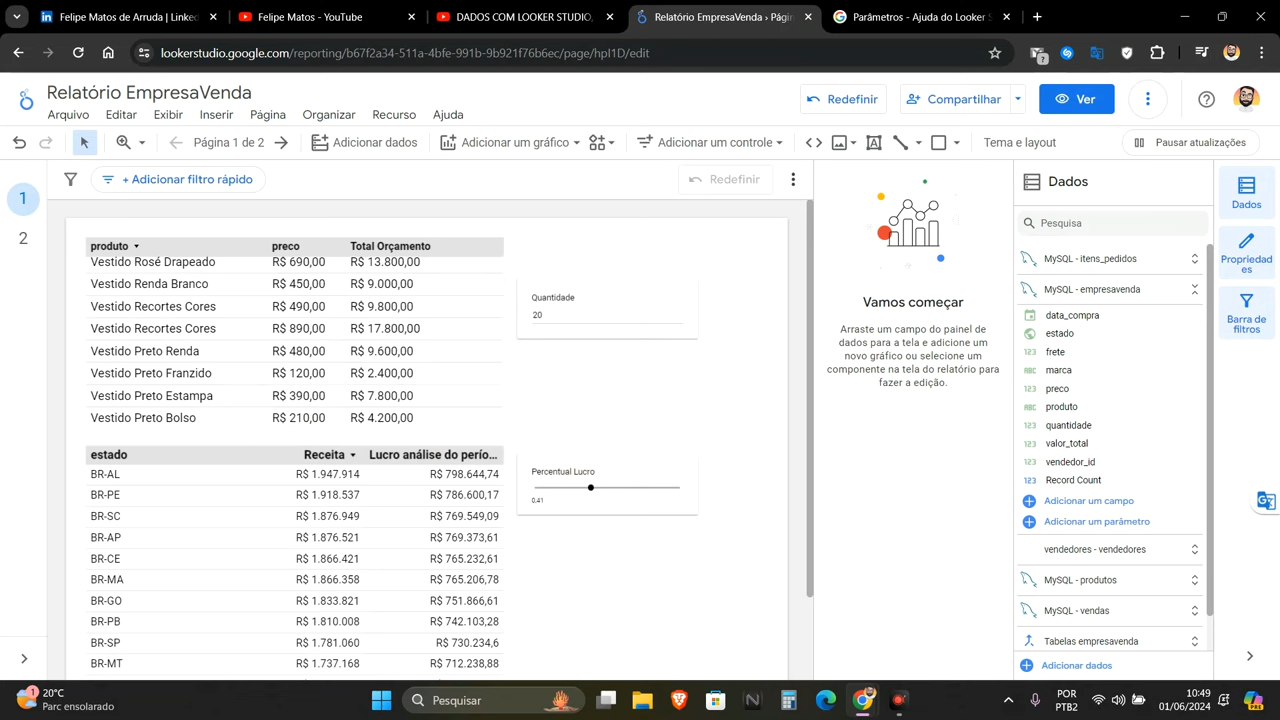 Felipe Matos de Arruda | Linked
Felipe Matos - YouTube
DADOS COM LOOKER STUDIO,
Relatório EmpresaVenda › Págin
Parâmetros - Ajuda do Looker S
lookerstudio.google.com/reporting/b67f2a34-511a-4bfe-991b-9b921f76b6ec/page/hpI1D/edit
Relatório EmpresaVenda
Redefinir
Compartilhar
Ver
Arquivo Editar Exibir Inserir Página Organizar Recurso Ajuda
Página 1 de 2
Adicionar dados
Adicionar um gráfico
Adicionar um controle
Tema e layout
Pausar atualizações
1
2
+ Adicionar filtro rápido
Redefinir
produto preco Total Orçamento
Vestido Rosé Drapeado R$ 690,00 R$ 13.800,00
Vestido Renda Branco R$ 450,00 R$ 9.000,00
Vestido Recortes Cores R$ 490,00 R$ 9.800,00
Vestido Recortes Cores R$ 890,00 R$ 17.800,00
Vestido Preto Renda R$ 480,00 R$ 9.600,00
Vestido Preto Franzido R$ 120,00 R$ 2.400,00
Vestido Preto Estampa R$ 390,00 R$ 7.800,00
Vestido Preto Bolso R$ 210,00 R$ 4.200,00
Quantidade
20
estado Receita Lucro análise do perío...
BR-AL R$ 1.947.914 R$ 798.644,74
BR-PE R$ 1.918.537 R$ 786.600,17
BR-SC R$ 1.876.949 R$ 769.549,09
BR-AP R$ 1.876.521 R$ 769.373,61
BR-CE R$ 1.866.421 R$ 765.232,61
BR-MA R$ 1.866.358 R$ 765.206,78
BR-GO R$ 1.833.821 R$ 751.866,61
BR-PB R$ 1.810.008 R$ 742.103,28
BR-SP R$ 1.781.060 R$ 730.234,6
BR-MT R$ 1.737.168 R$ 712.238,88
Percentual Lucro
0,41
Vamos começar
Arraste um campo do painel de
dados para a tela e adicione um
novo gráfico ou selecione um
componente na tela do relatório para
fazer a edição.
Dados
Pesquisa
MySQL - itens_pedidos
MySQL - empresavenda
data_compra
estado
123 frete
ABC marca
123 preco
ABC produto
123 quantidade
123 valor_total
123 vendedor_id
123 Record Count
Adicionar um campo
Adicionar um parâmetro
vendedores - vendedores
MySQL - produtos
MySQL - vendas
Tabelas empresavenda
Adicionar dados
Dados
Propriedad
es
Barra de
filtros
1
20°C
Parc ensolarado
Pesquisar
POR
PTB2
10:49
01/06/2024